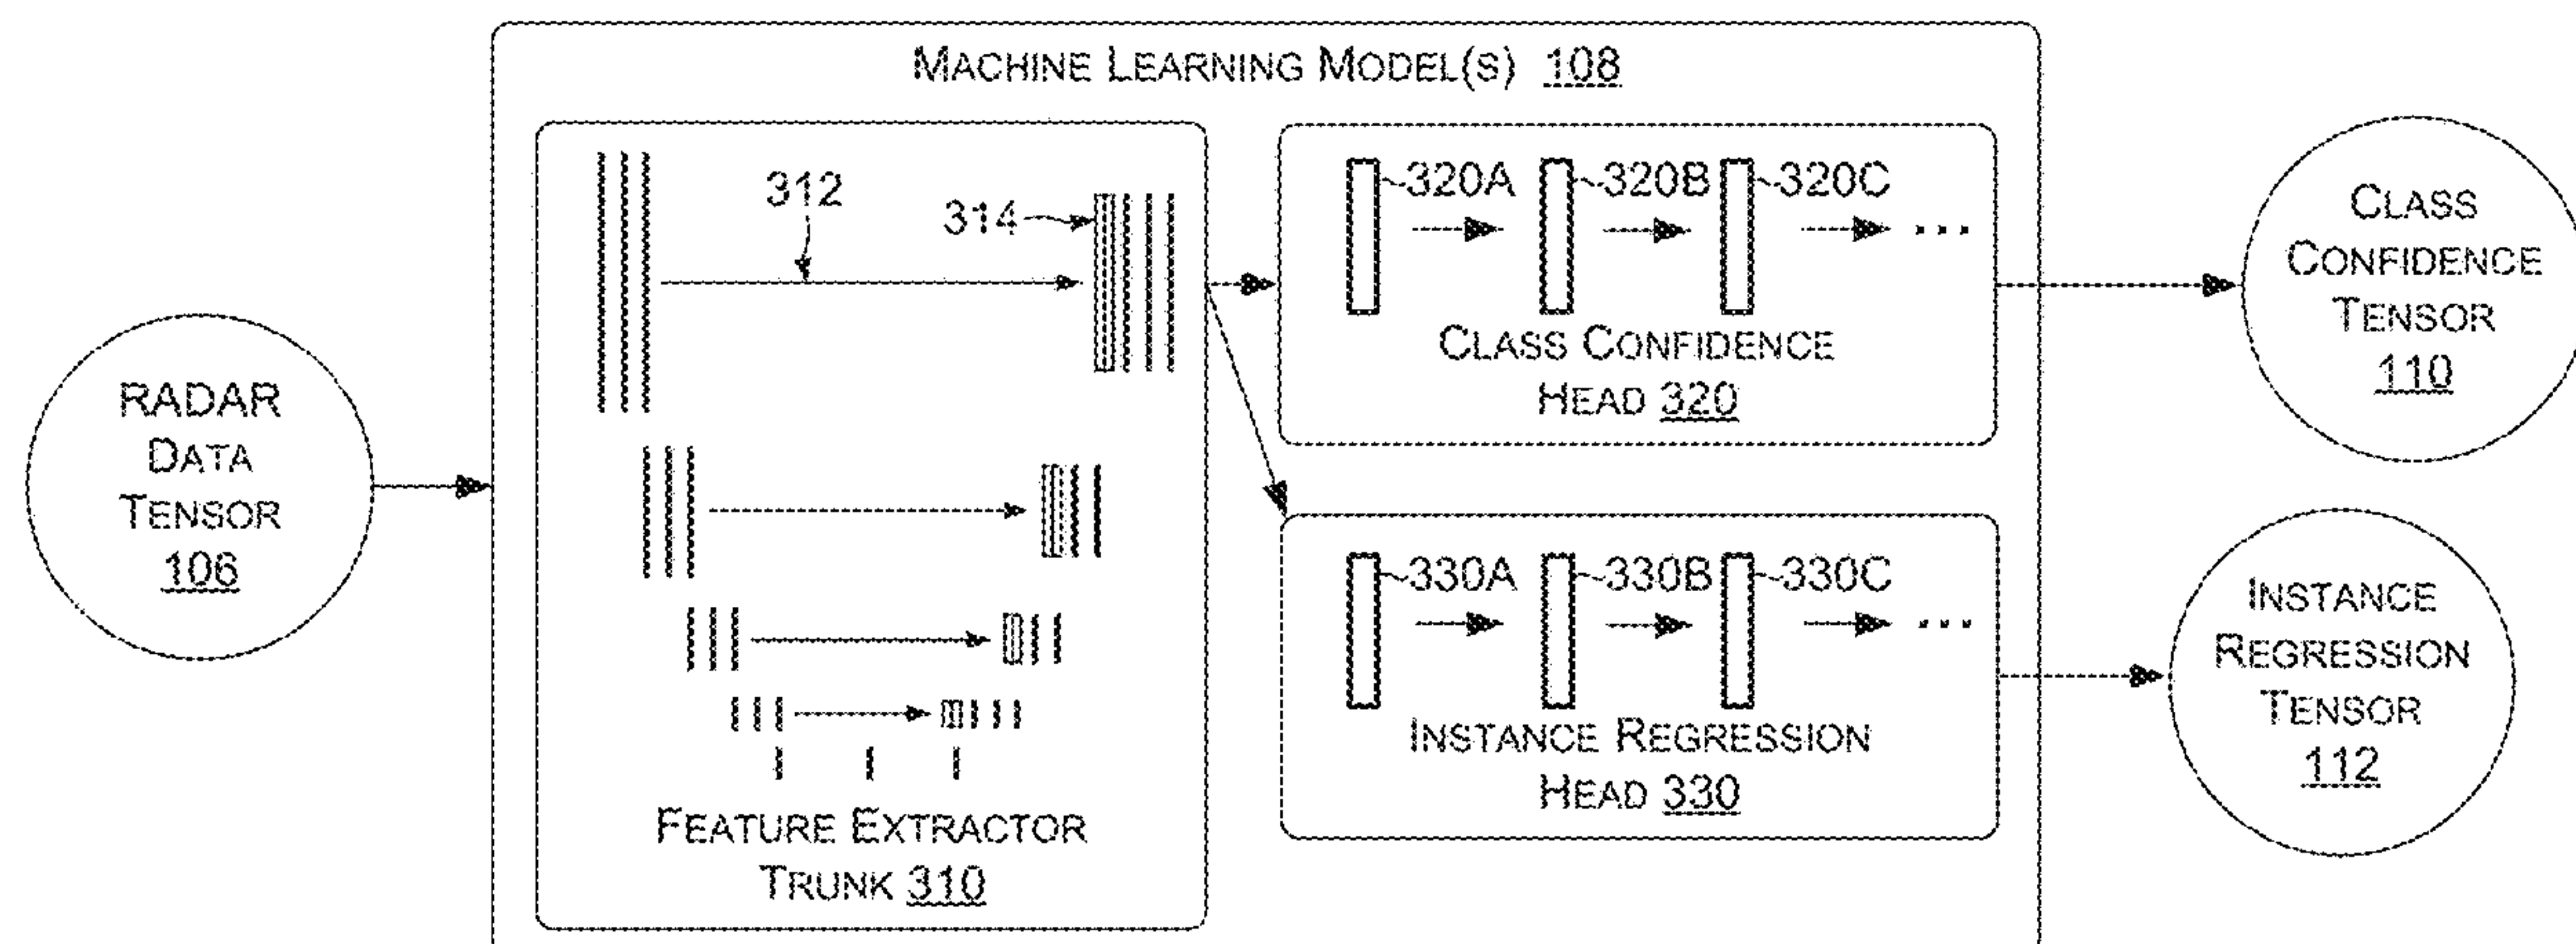 MACHINE LEARNING MODEL(S) 108
RADAR
DATA
TENSOR
106
312
314
FEATURE EXTRACTOR
TRUNK 310
320A
320B
320C
...
CLASS CONFIDENCE
HEAD 320
330A
330B
330C
...
INSTANCE REGRESSION
HEAD 330
CLASS
CONFIDENCE
TENSOR
110
INSTANCE
REGRESSION
TENSOR
112